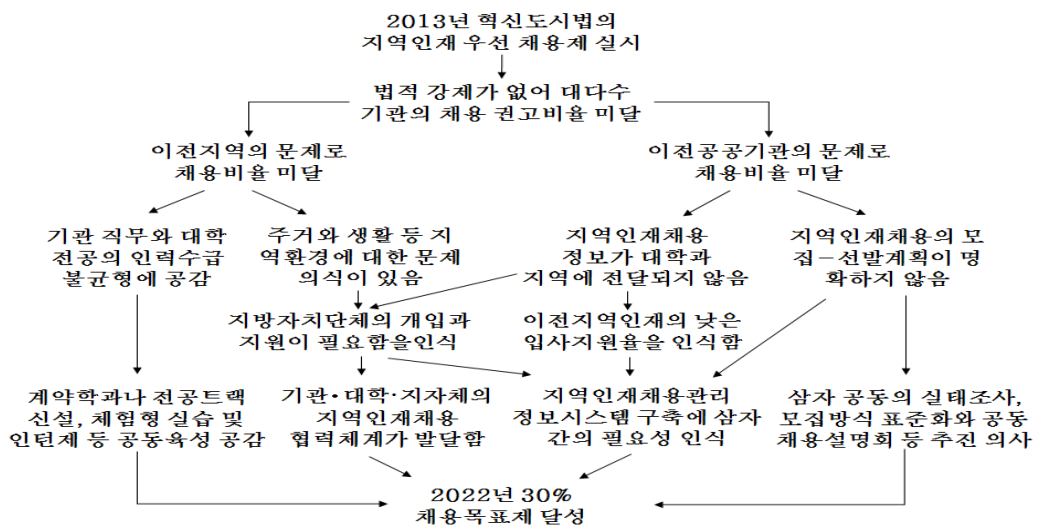 2013년 혁신도시법의
지역인재 우선 채용제 실시
법적 강제가 없어 대다수
기관의 채용 권고비율 미달
이전지역의 문제로
채용비율 미달
이전공공기관의 문제로
채용비율 미달
기관 직무와 대학
전공의 인력수급
불균형에 공감
주거와 생활 등 지
역환경에 대한 문제
의식이 있음
지역인재채용
정보가 대학과
지역에 전달되지 않음
지역인재채용의 모
집-선발계획이 명
확하지 않음
지방자치단체의 개입과
지원이 필요함을인식
이전지역인재의 낮은
입사지원율을 인식함
계약학과나 전공트랙
신설, 체험형 실습 및
인턴제 등 공동육성 공감
기관·대학·지자체의
지역인재채용
협력체계가 발달함
지역인재채용관리
정보시스템 구축에 삼자
간의 필요성 인식
삼자 공동의 실태조사,
모집방식 표준화와 공동
채용설명회 등 추진 의사
2022년 30%
채용목표제 달성